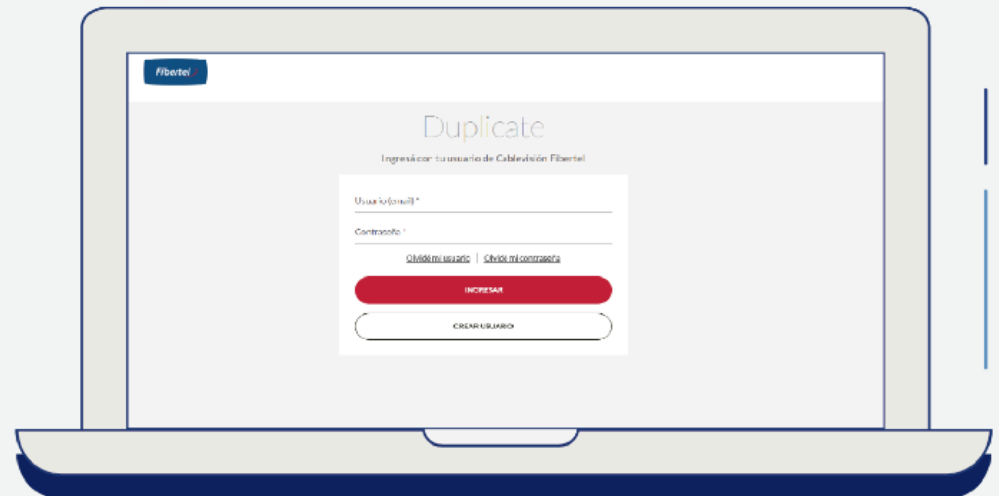 Fibertel
Duplicate
Ingresá con tu usuario de Cablevisión Fibertel
Usuario (email) *
Contraseña *
Olvidé mi usuario | Olvidé mi contraseña
INGRESAR
CREAR USUARIO